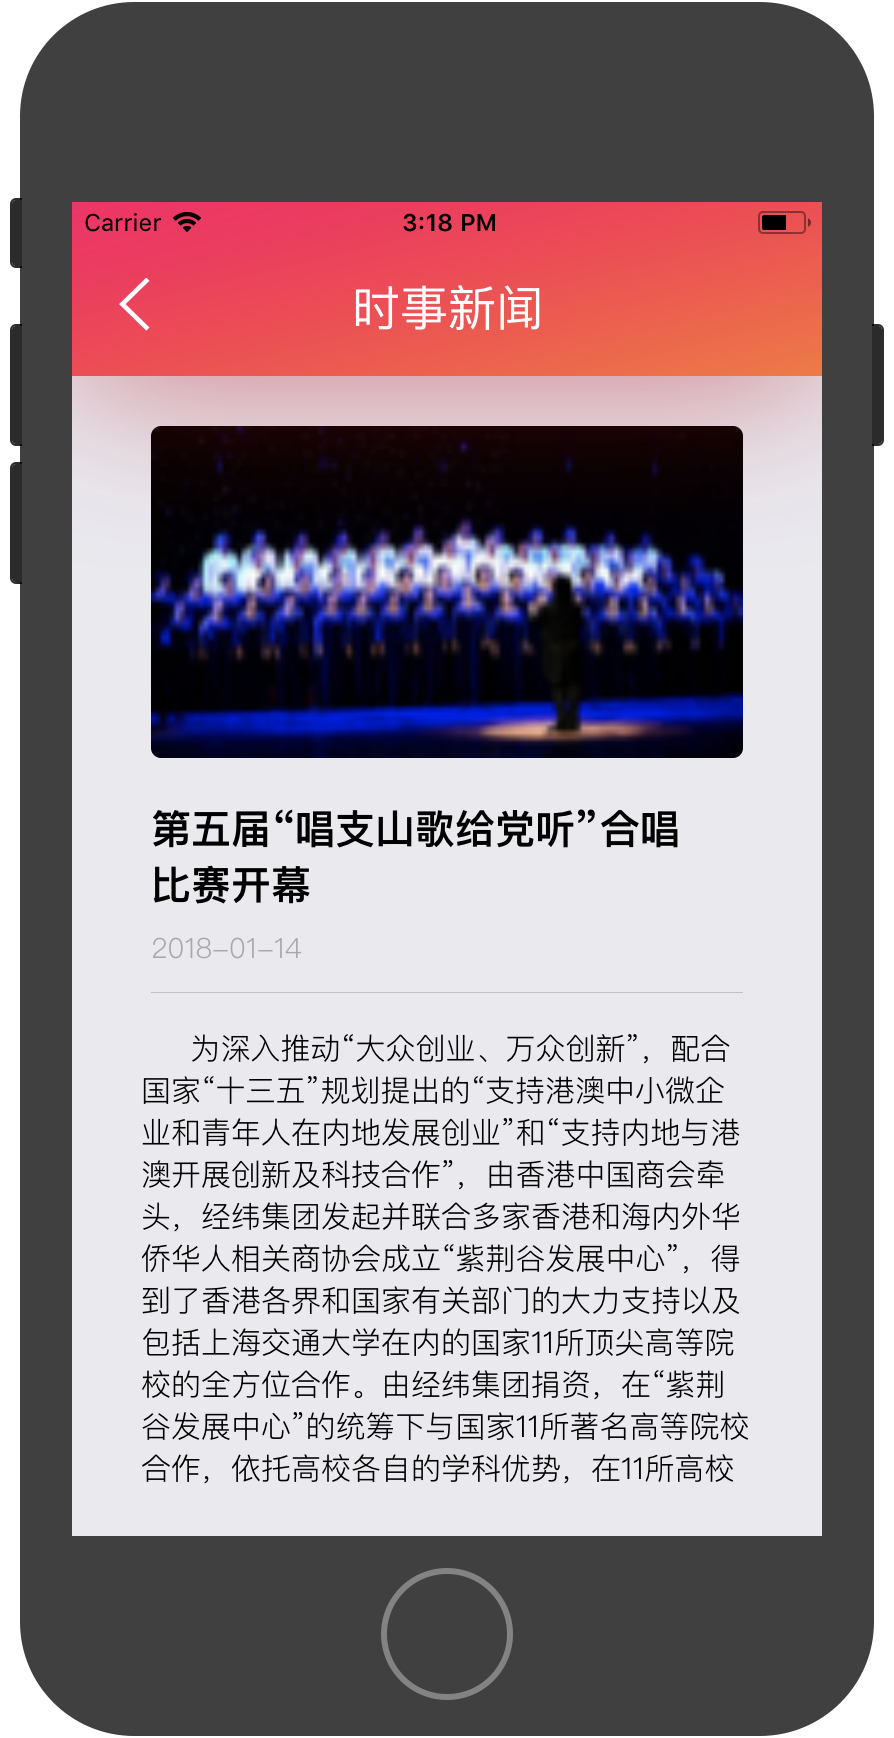 Carrier 3:18 PM
时事新闻
第五届“唱支山歌给党听”合唱
比赛开幕
2018-01-14
为深入推动“大众创业、万众创新”，配合
国家“十三五”规划提出的“支持港澳中小微企
业和青年人在内地发展创业”和“支持内地与港
澳开展创新及科技合作”，由香港中国商会牵
头，经纬集团发起并联合多家香港和海内外华
侨华人相关商协会成立“紫荆谷发展中心”，得
到了香港各界和国家有关部门的大力支持以及
包括上海交通大学在内的国家11所顶尖高等院
校的全方位合作。由经纬集团捐资，在“紫荆
谷发展中心”的统筹下与国家11所著名高等院校
合作，依托高校各自的学科优势，在11所高校